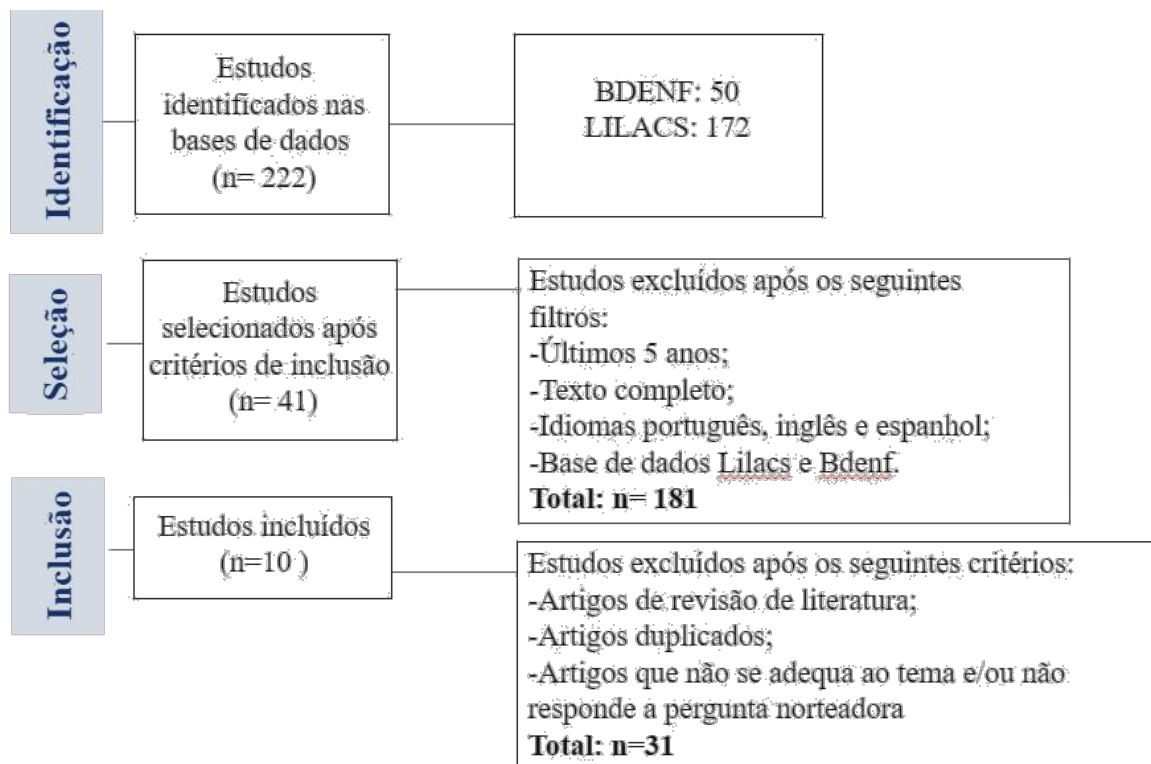 Identificação
Estudos
identificados nas
bases de dados
(n= 222)
BDENF: 50
LILACS: 172
Seleção
Estudos
selecionados após
critérios de inclusão
(n= 41)
Estudos excluídos após os seguintes
filtros:
-Últimos 5 anos;
-Texto completo;
-Idiomas português, inglês e espanhol;
-Base de dados Lilacs e Bdenf.
Total: n= 181
Inclusão
Estudos incluídos
(n=10 )
Estudos excluídos após os seguintes critérios:
-Artigos de revisão de literatura;
-Artigos duplicados;
-Artigos que não se adequa ao tema e/ou não
responde a pergunta norteadora
Total: n=31